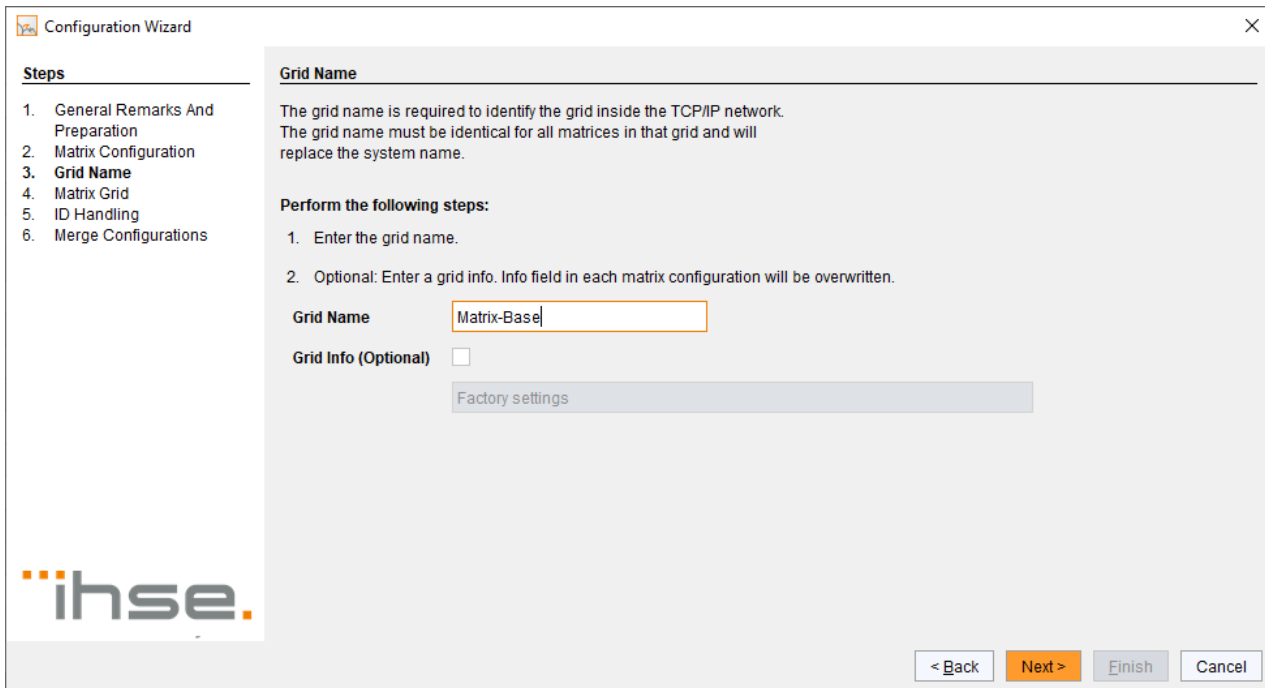 Configuration Wizard
Steps
1. General Remarks And
Preparation
2. Matrix Configuration
3. Grid Name
4. Matrix Grid
5. ID Handling
6. Merge Configurations
ihse.
Grid Name
The grid name is required to identify the grid inside the TCP/IP network.
The grid name must be identical for all matrices in that grid and will
replace the system name.
Perform the following steps:
1. Enter the grid name.
2. Optional: Enter a grid info. Info field in each matrix configuration will be overwritten.
Grid Name Matrix-Base
Grid Info (Optional)
Factory settings
< Back Next > Finish Cancel